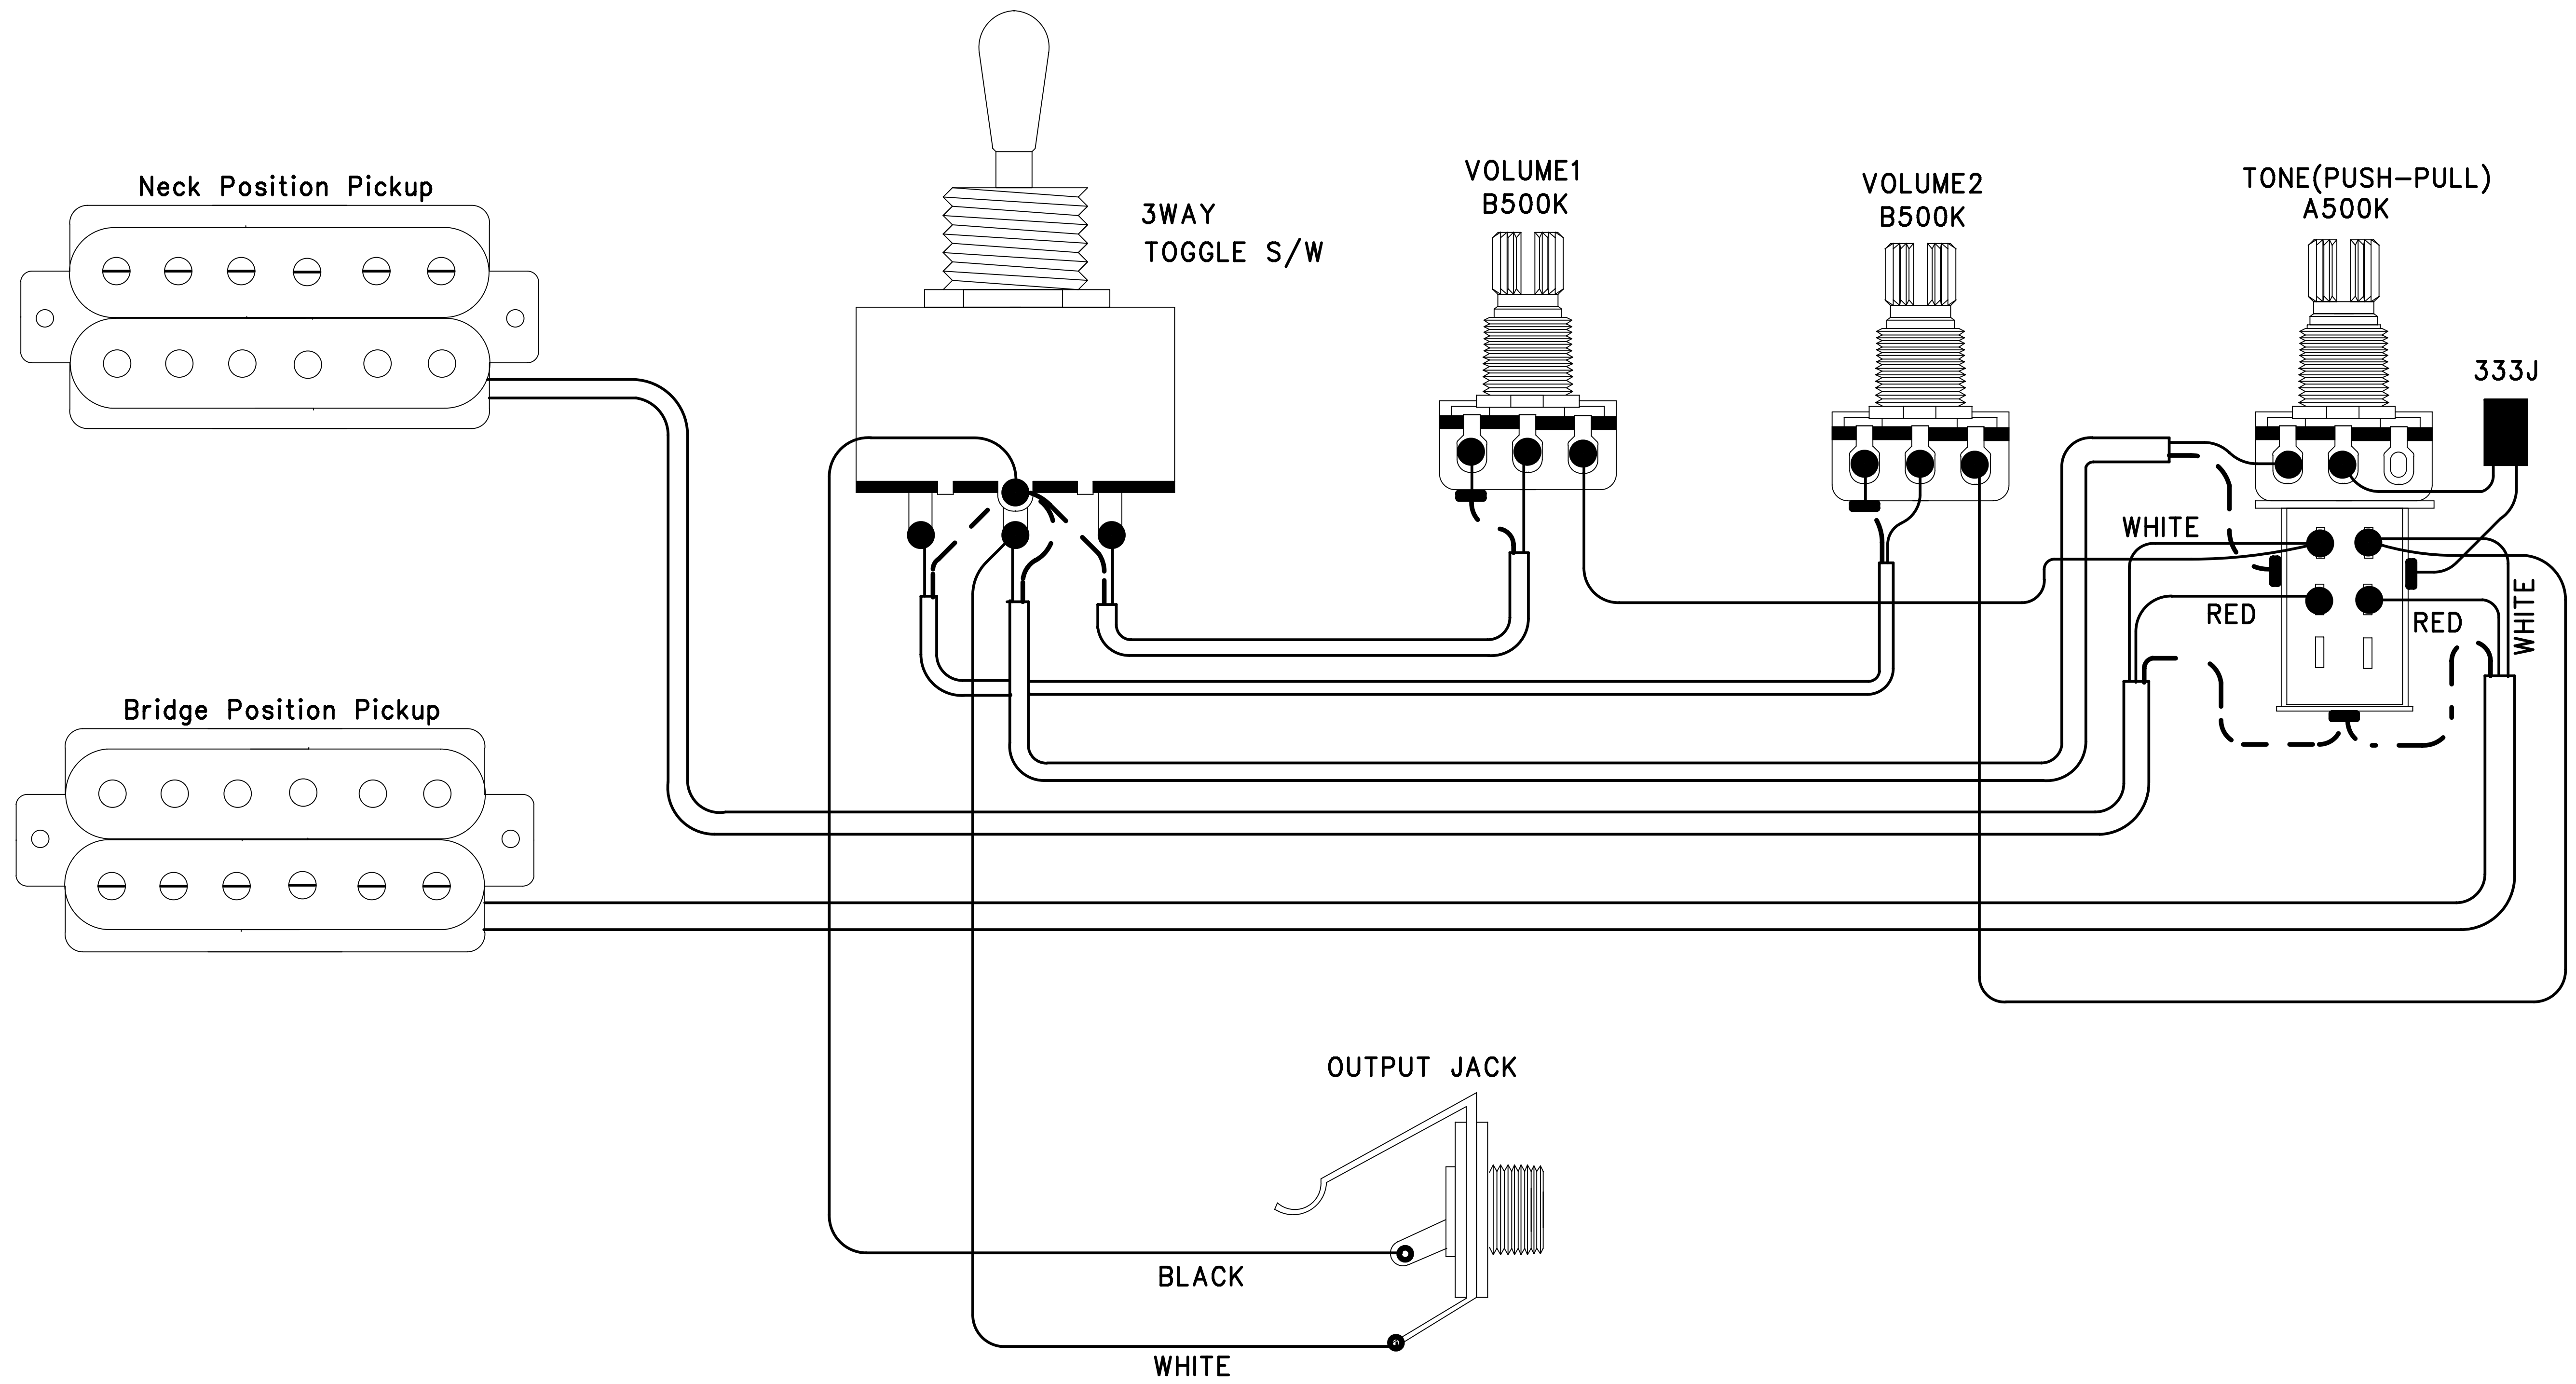 Neck Position Pickup
3WAY
TOGGLE S/W
VOLUME1
B500K
VOLUME2
B500K
TONE(PUSH-PULL)
A500K
333J
WHITE
RED
RED
WHITE
Bridge Position Pickup
OUTPUT JACK
BLACK
WHITE